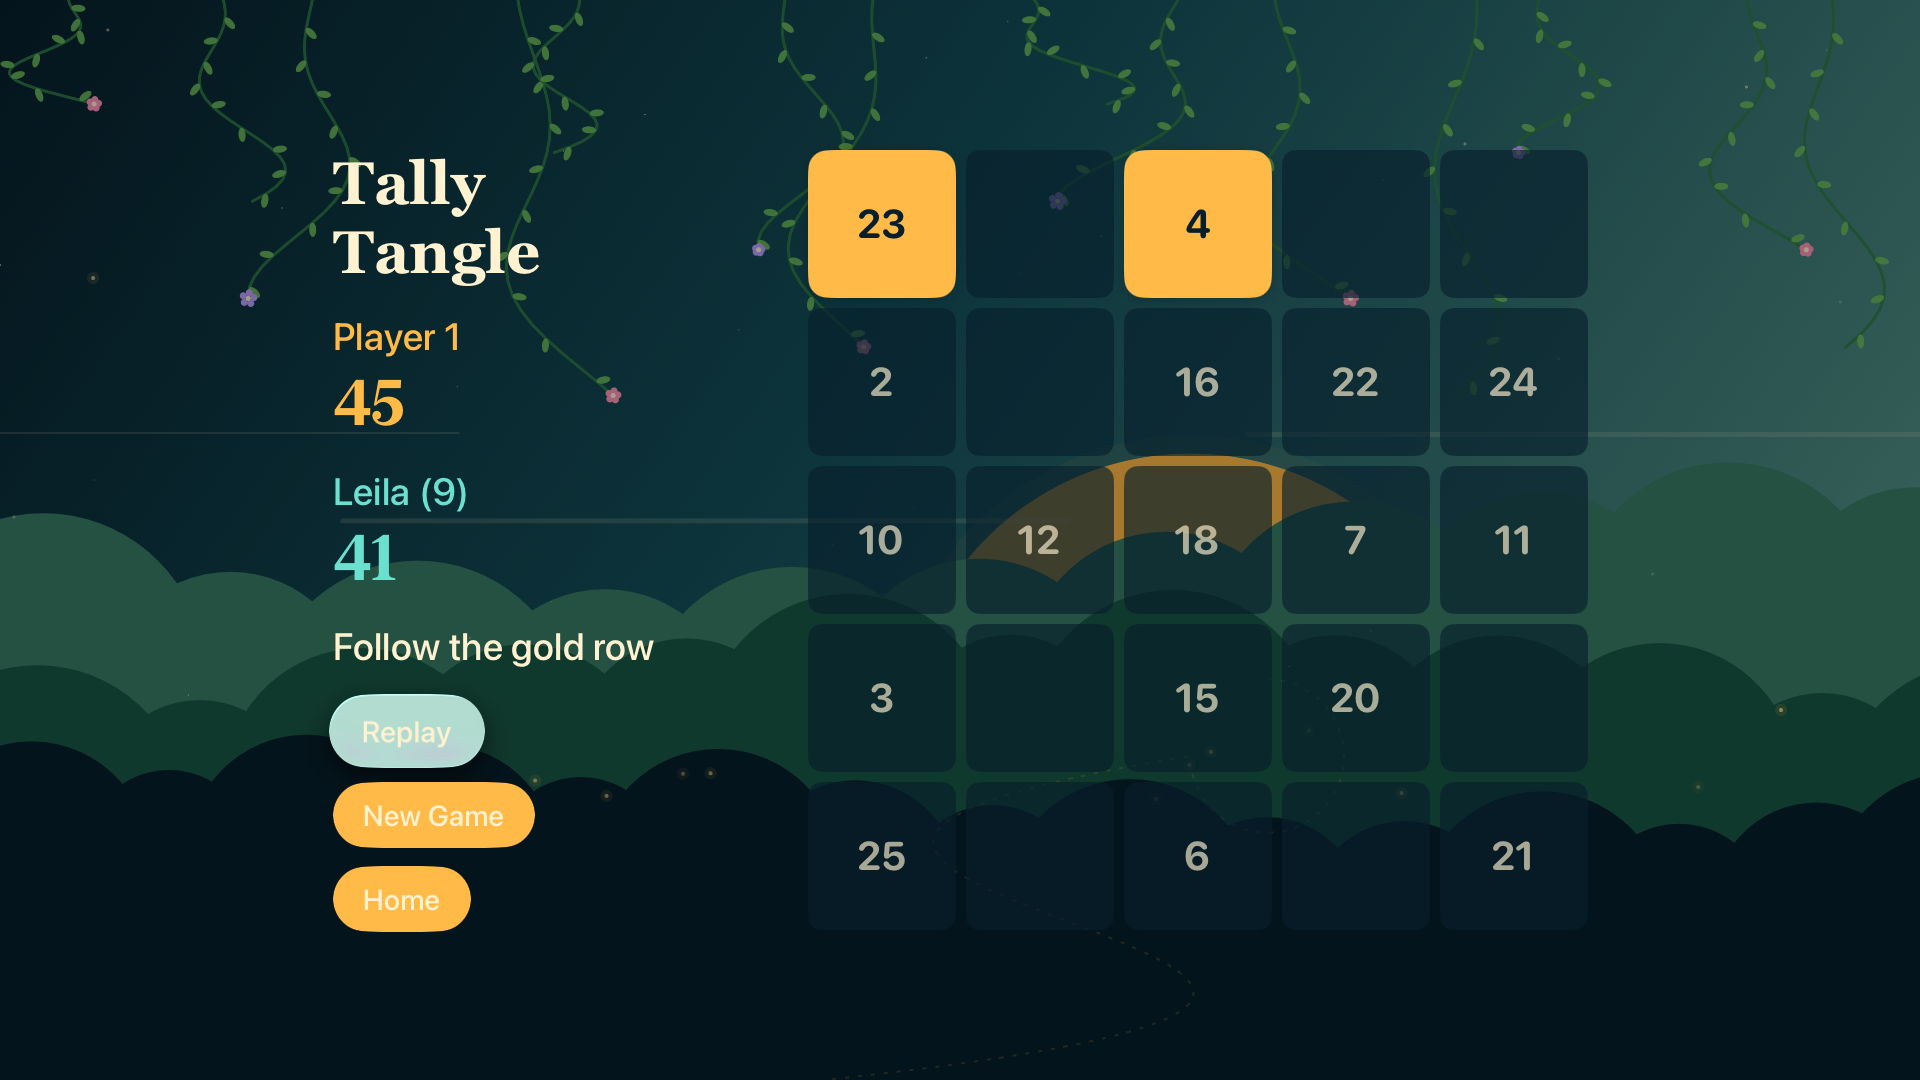 Tally
Tangle
Player 1
45
Leila (9)
41
Follow the gold row
Replay
New Game
Home
23 4
2 16 22 24
10 12 18 7 11
3 15 20
25 6 21